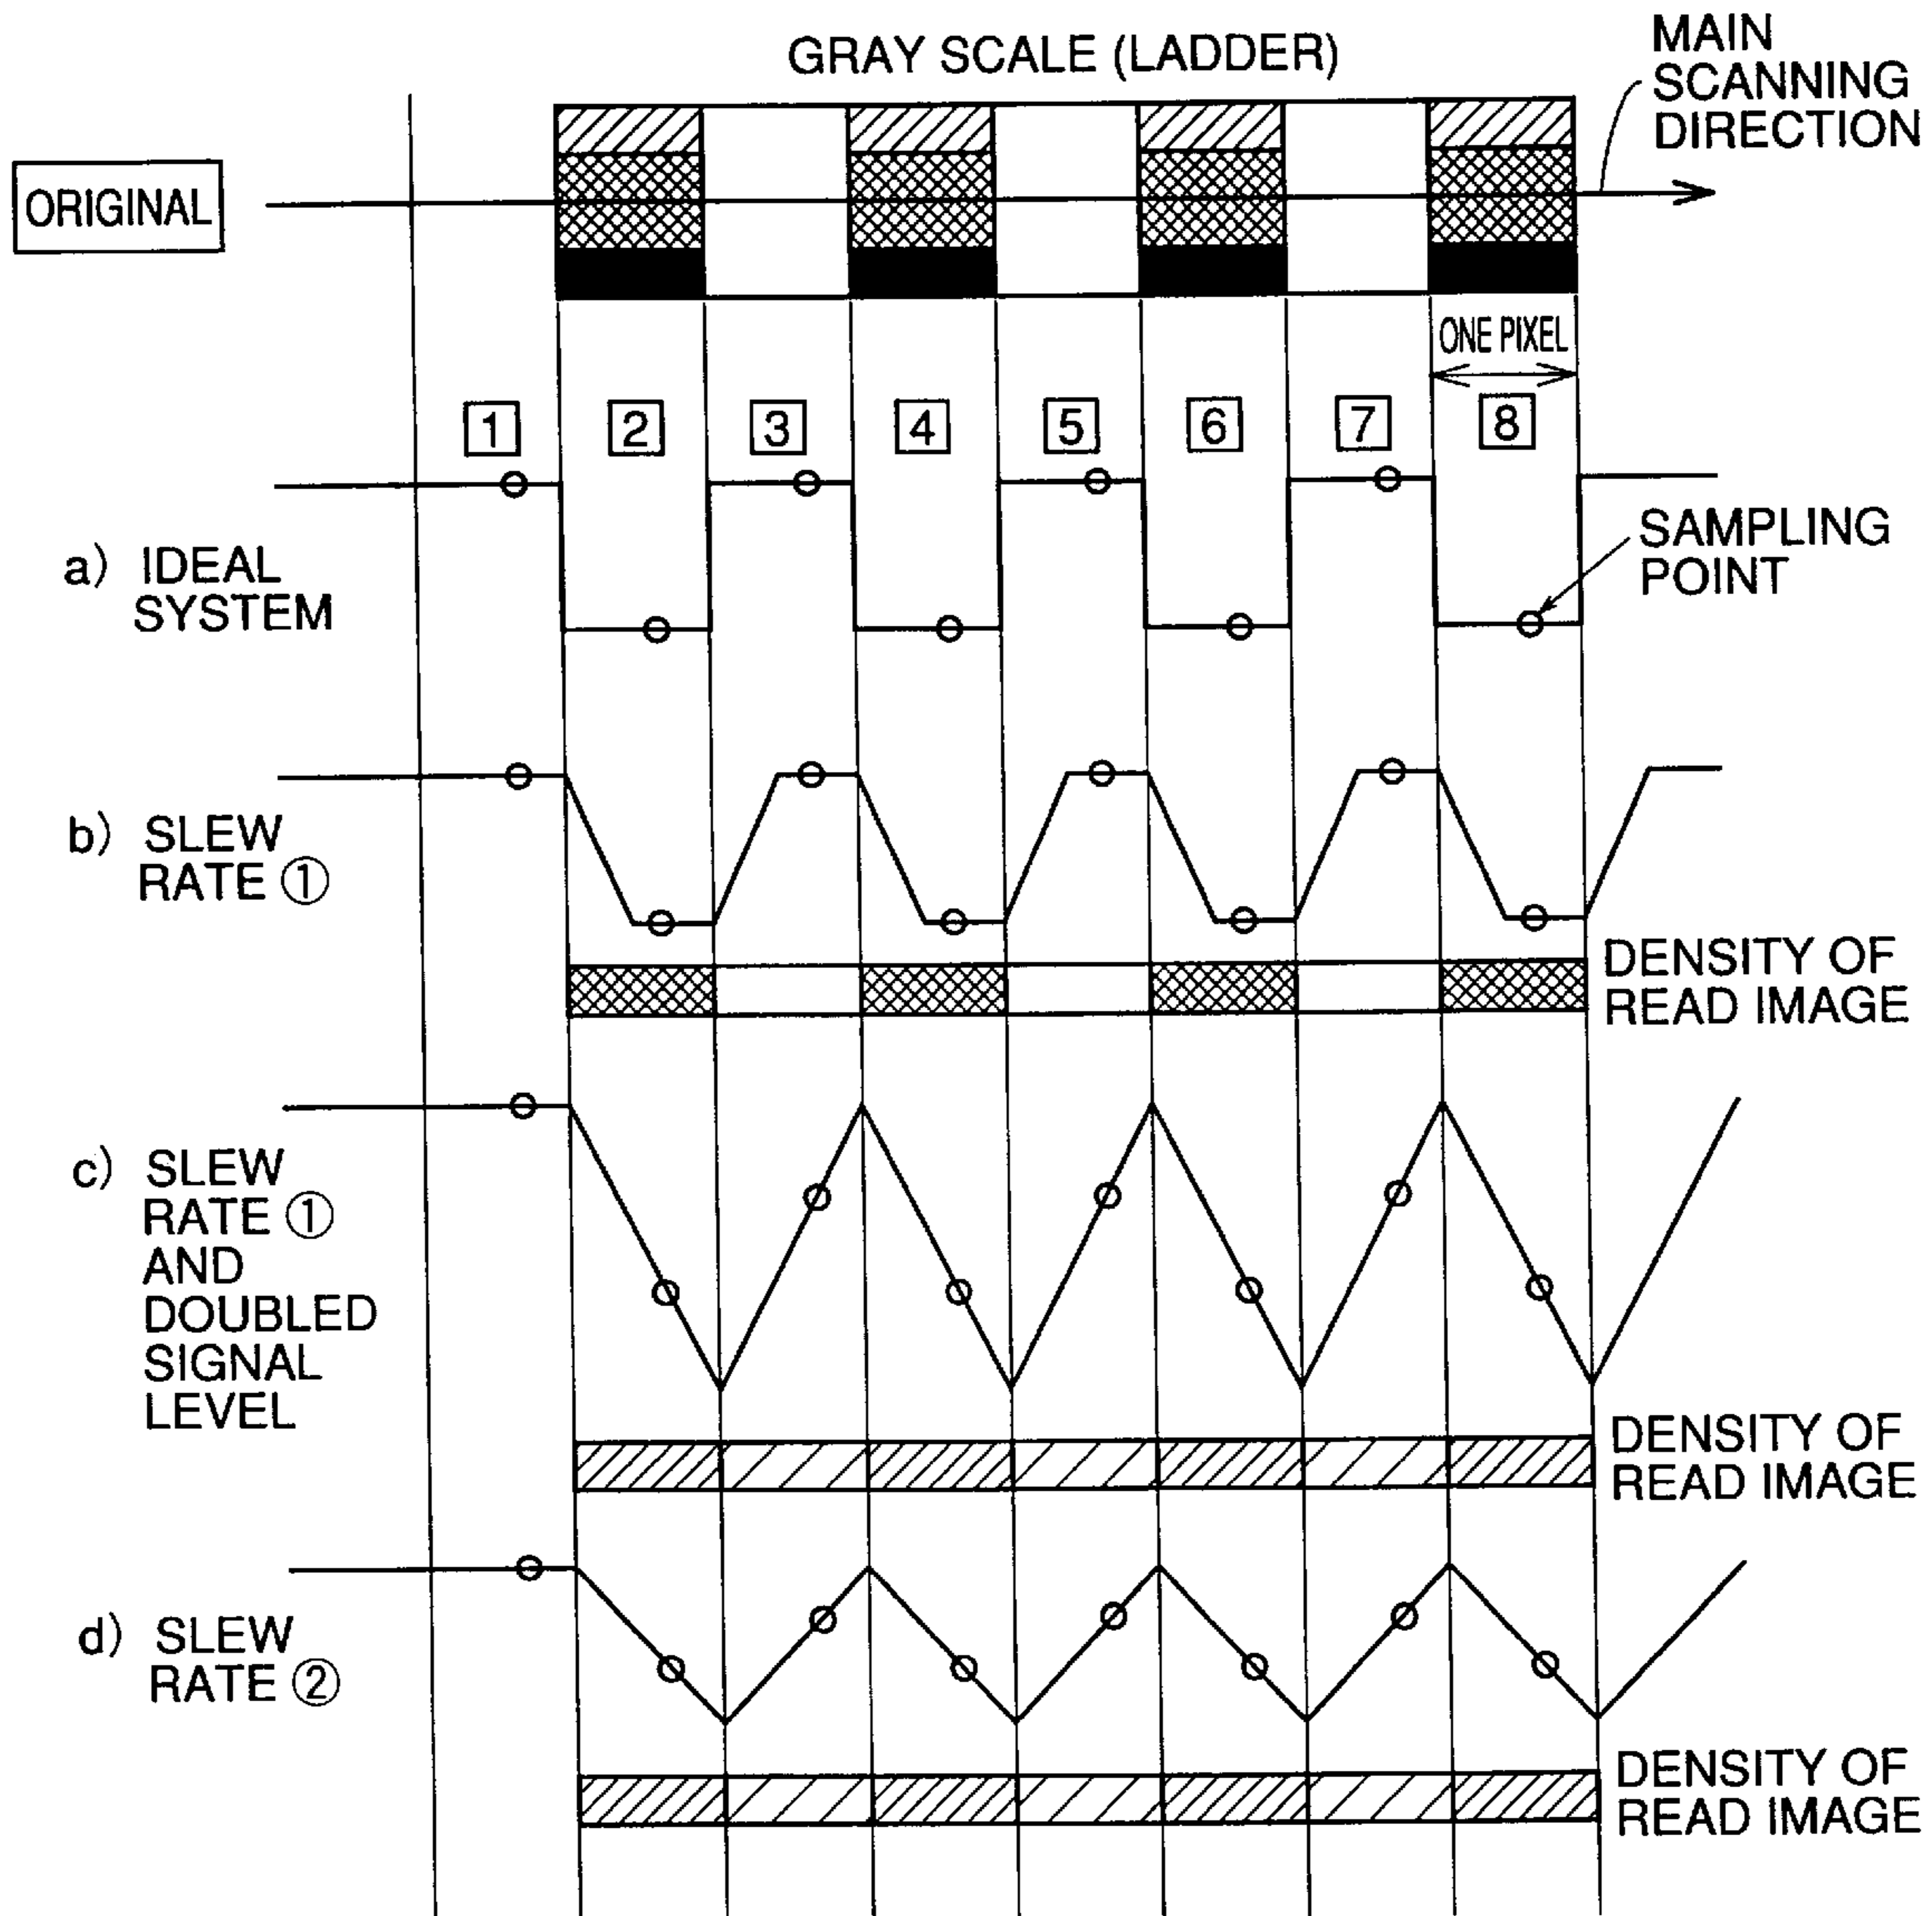 GRAY SCALE (LADDER)
MAIN
SCANNING
DIRECTION
ORIGINAL
ONE PIXEL
1 2 3 4 5 6 7 8
SAMPLING
POINT
a) IDEAL
SYSTEM
b) SLEW
RATE ①
DENSITY OF
READ IMAGE
c) SLEW
RATE ①
AND
DOUBLED
SIGNAL
LEVEL
DENSITY OF
READ IMAGE
d) SLEW
RATE ②
DENSITY OF
READ IMAGE